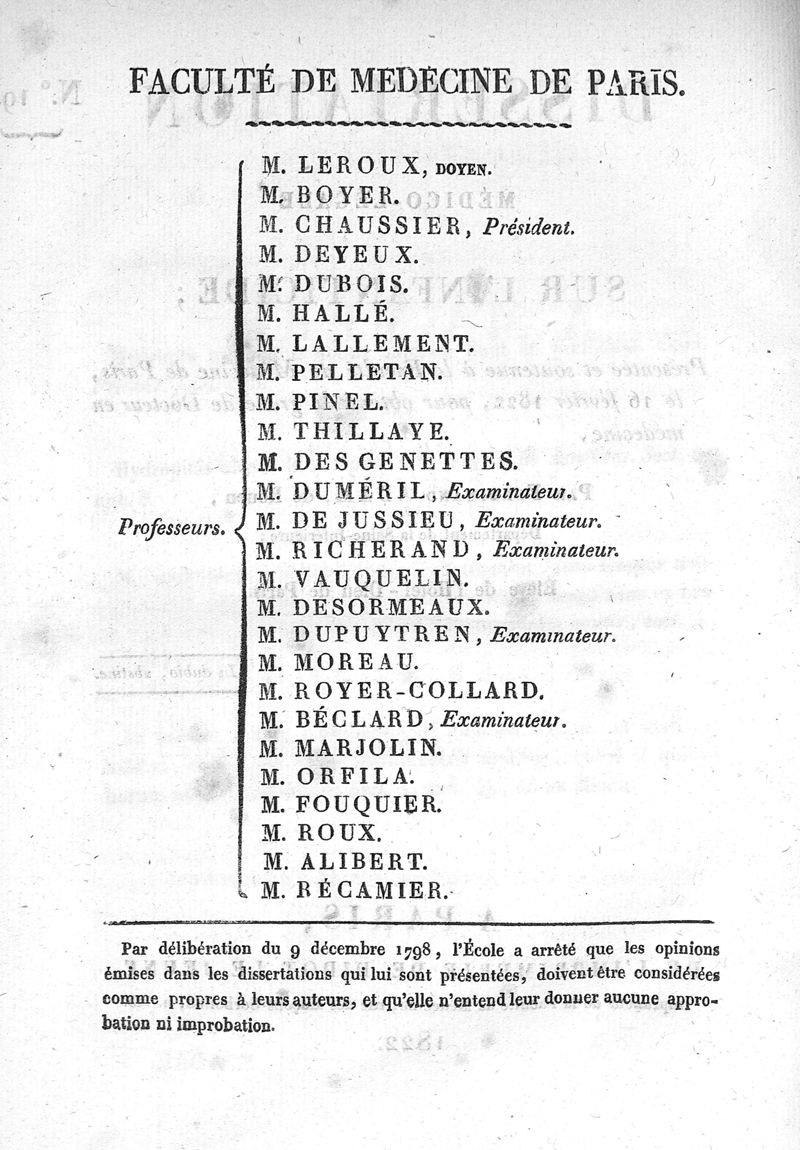 FACULTÉ DE MÉDECINE DE PARIS.
Professeurs.
M. LEROUX, DOYEN.
M. BOYER.
M. CHAUSSIER, Président.
M. DEYEUX.
M. DUBOIS.
M. HALLÉ.
M. LALLEMENT.
M. PELLETAN.
M. PINEL.
M. THILLAYE.
M. DES GENETTES.
M. DUMÉRIL, Examinateur.
M. DE JUSSIEU, Examinateur.
M. RICHERAND, Examinateur.
M. VAUQUELIN.
M. DESORMEAUX.
M. DUPUYTREN, Examinateur.
M. MOREAU.
M. ROYER-COLLARD.
M. BÉCLARD, Examinateur.
M. MARJOLIN.
M. ORFILA.
M. FOUQUIER.
M. ROUX.
M. ALIBERT.
M. RÉCAMIER.
Par délibération du 9 décembre 1798, l'École a arrêté que les opinions
émises dans les dissertations qui lui sont présentées, doivent être considérées
comme propres à leurs auteurs, et qu'elle n'entend leur donner aucune appro-
bation ni improbation.